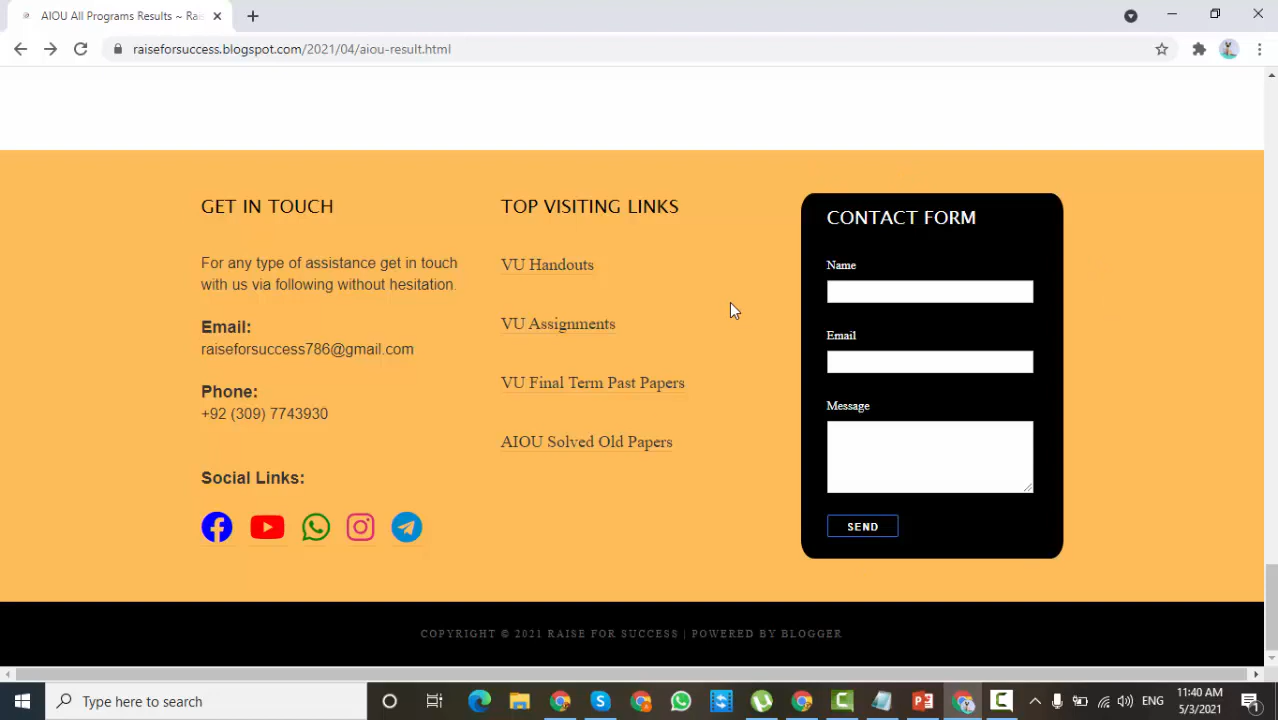 AIOU All Programs Results ~ Rai
raiseforsuccess.blogspot.com/2021/04/aiou-result.html
GET IN TOUCH
For any type of assistance get in touch
with us via following without hesitation.
Email:
raiseforsuccess786@gmail.com
Phone:
+92 (309) 7743930
Social Links:
TOP VISITING LINKS
VU Handouts
VU Assignments
VU Final Term Past Papers
AIOU Solved Old Papers
CONTACT FORM
Name
Email
Message
SEND
COPYRIGHT © 2021 RAISE FOR SUCCESS | POWERED BY BLOGGER
Type here to search
ENG
11:40 AM
5/3/2021
1